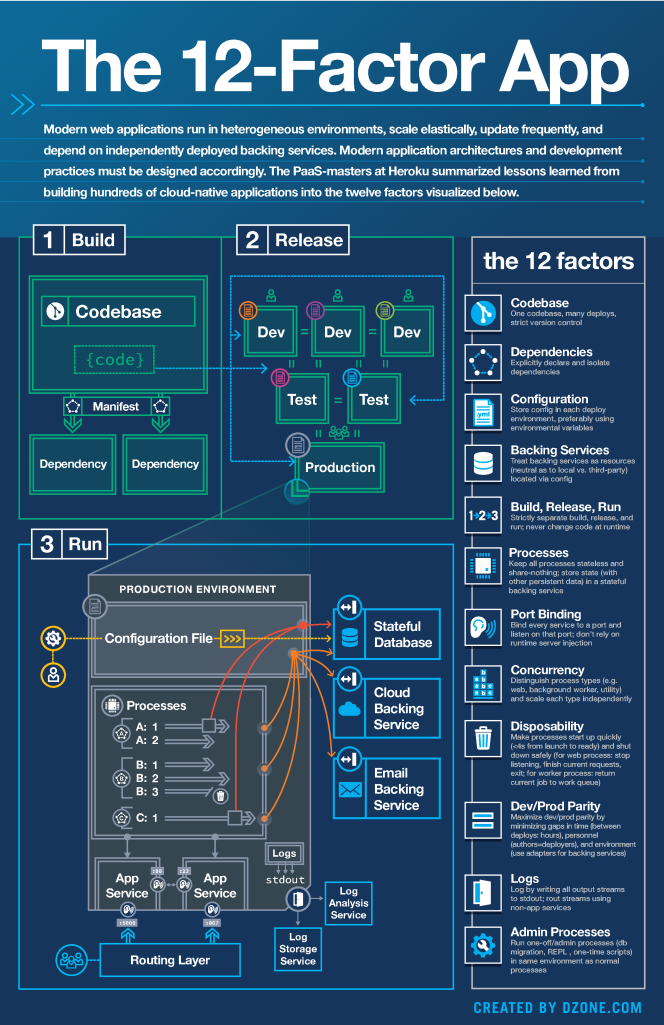 The 12-Factor App
Modern web applications run in heterogeneous environments, scale elastically, update frequently, and
depend on independently deployed backing services. Modern application architectures and development
practices must be designed accordingly. The PaaS-masters at Heroku summarized lessons learned from
building hundreds of cloud-native applications into the twelve factors visualized below.
1 Build
Codebase
{code}
Manifest
Dependency
Dependency
2 Release
Dev = Dev = Dev
Test = Test
Production
3 Run
PRODUCTION ENVIRONMENT
Configuration File
Processes
A: 1
A: 2
B: 1
B: 2
B: 3
C: 1
A
B
C
Stateful
Database
Cloud
Backing
Service
Email
Backing
Service
App
Service
App
Service
:80
:22
:5000
Logs
stdout
Log
Analysis
Service
Log
Storage
Service
Routing Layer
the 12 factors
Codebase
One codebase, many deploys,
strict version control
Dependencies
Explicitly declare and isolate
dependencies
.yml
Configuration
Store config in each deploy
environment, preferably using
environmental variables
Backing Services
Treat backing services as resources
(neutral as to local vs. third-party)
located via config
1 2 3
Build, Release, Run
Strictly separate build, release, and
run; never change code at runtime
Processes
Keep all processes stateless and
share-nothing; store state (with
other persistent data) in a stateful
backing service
Port Binding
Bind every service to a port and
listen on that port; don't rely on
runtime server injection
Concurrency
Distinguish process types (e.g.
web, background worker, utility)
and scale each type independently
Disposability
Make processes start up quickly
(<4s from launch to ready) and shut
down safely (for web process: stop
listening, finish current requests,
exit; for worker process: return
current job to work queue)
Dev/Prod Parity
Maximize dev/prod parity by
minimizing gaps in time (between
deploys: hours), personnel
(authors=deployers), and environment
(use adapters for backing services)
Logs
Log by writing all output streams
to stdout; rout streams using
non-app services
Admin Processes
Run one-off/admin processes (db
migration, REPL , one-time scripts)
in same environment as normal
processes
CREATED BY DZONE.COM